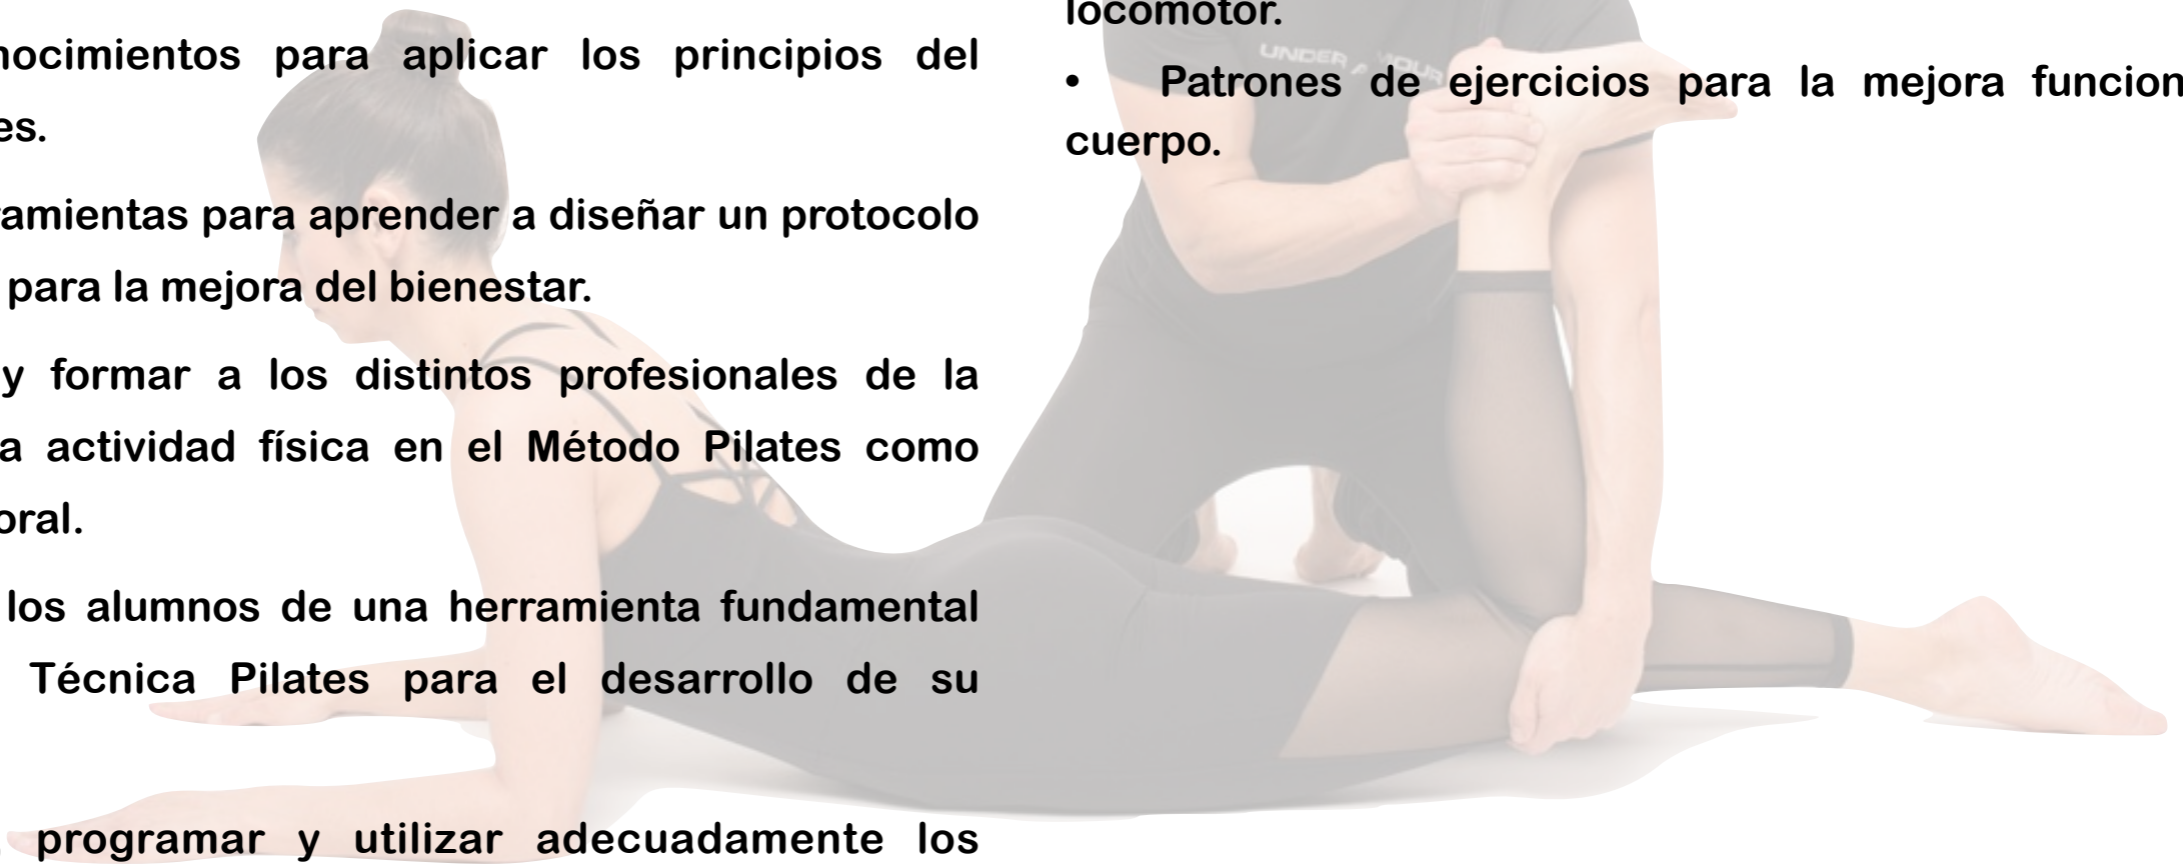 nocimientos para aplicar los principios del
es.
ramientas para aprender a diseñar un protocolo
para la mejora del bienestar.
y formar a los distintos profesionales de la
a actividad física en el Método Pilates como
oral.
los alumnos de una herramienta fundamental
Técnica Pilates para el desarrollo de su
programar y utilizar adecuadamente los
locomotor.
• Patrones de ejercicios para la mejora funcion
cuerpo.
UNDER ARMOUR